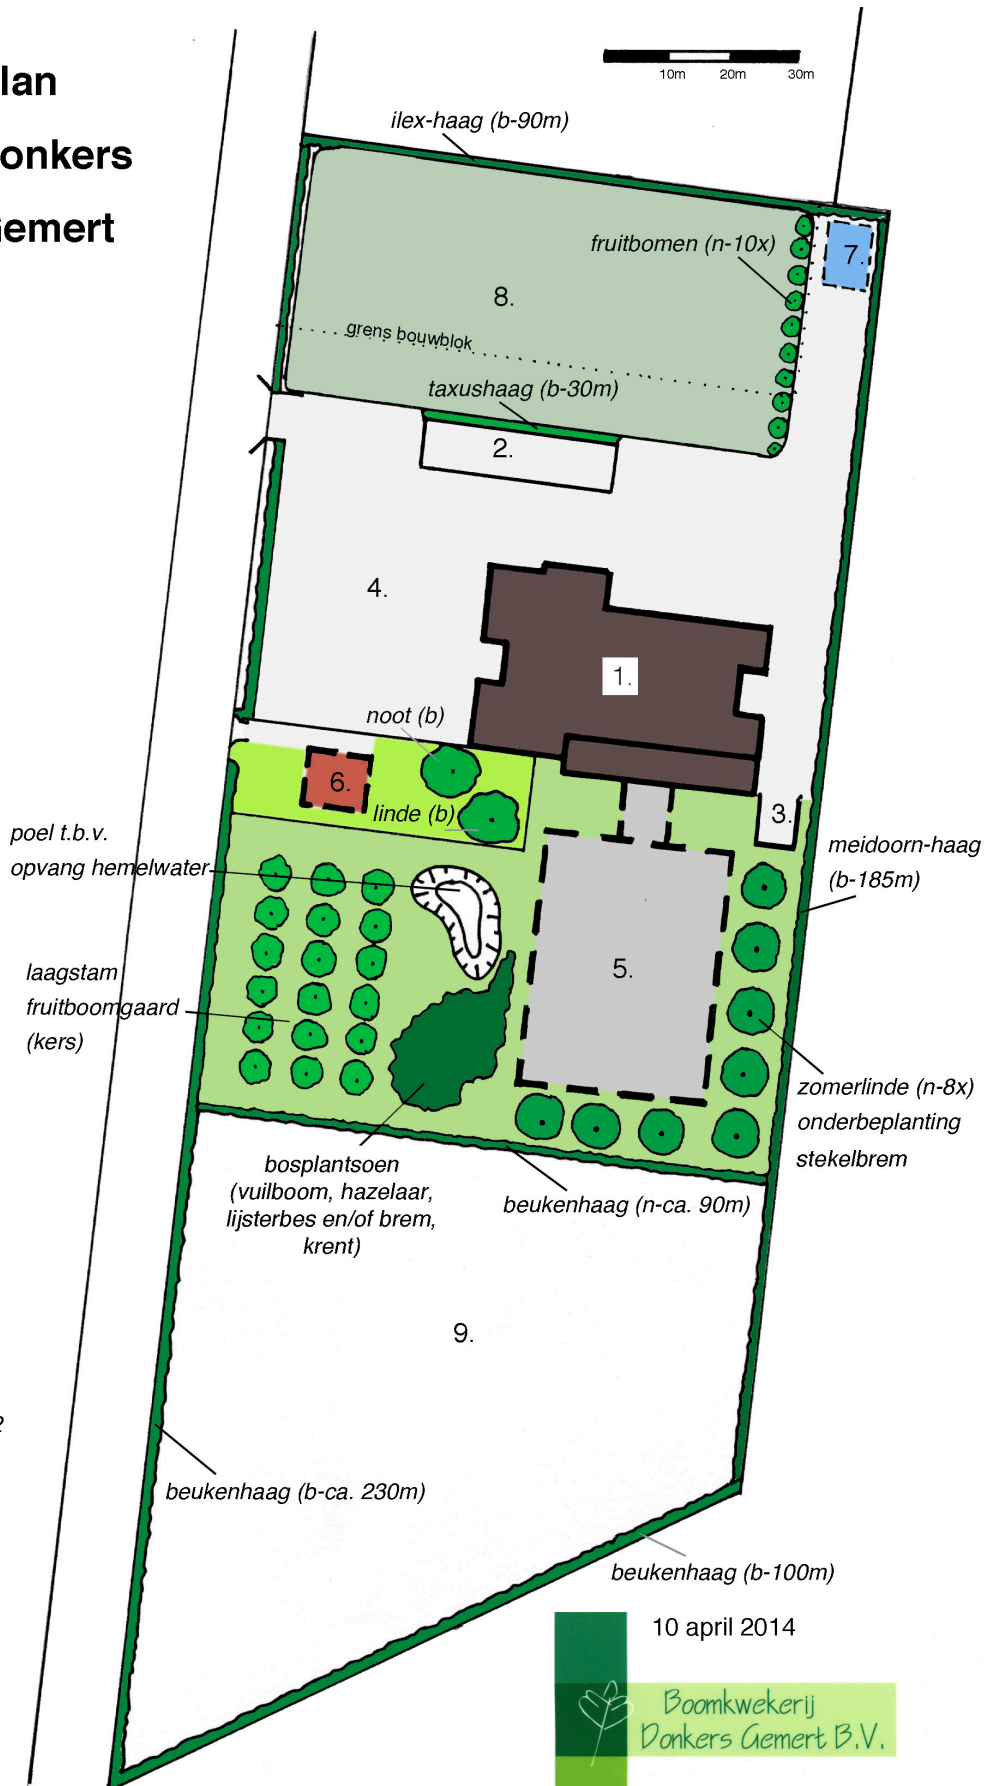 lan
onkers
Gemert
10m 20m 30m
ilex-haag (b-90m)
fruitbomen (n-10x)
7.
8.
grens bouwblok
taxushaag (b-30m)
2.
4.
1.
noot (b)
6.
linde (b)
3.
poel t.b.v.
opvang hemelwater
meidoorn-haag
(b-185m)
5.
laagstam
fruitboomgaard
(kers)
zomerlinde (n-8x)
onderbeplanting
stekelbrem
bosplantsoen
(vuilboom, hazelaar,
lijsterbes en/of brem,
krent)
beukenhaag (n-ca. 90m)
9.
2
beukenhaag (b-ca. 230m)
beukenhaag (b-100m)
10 april 2014
Boomkwekerij
Donkers Gemert B.V.